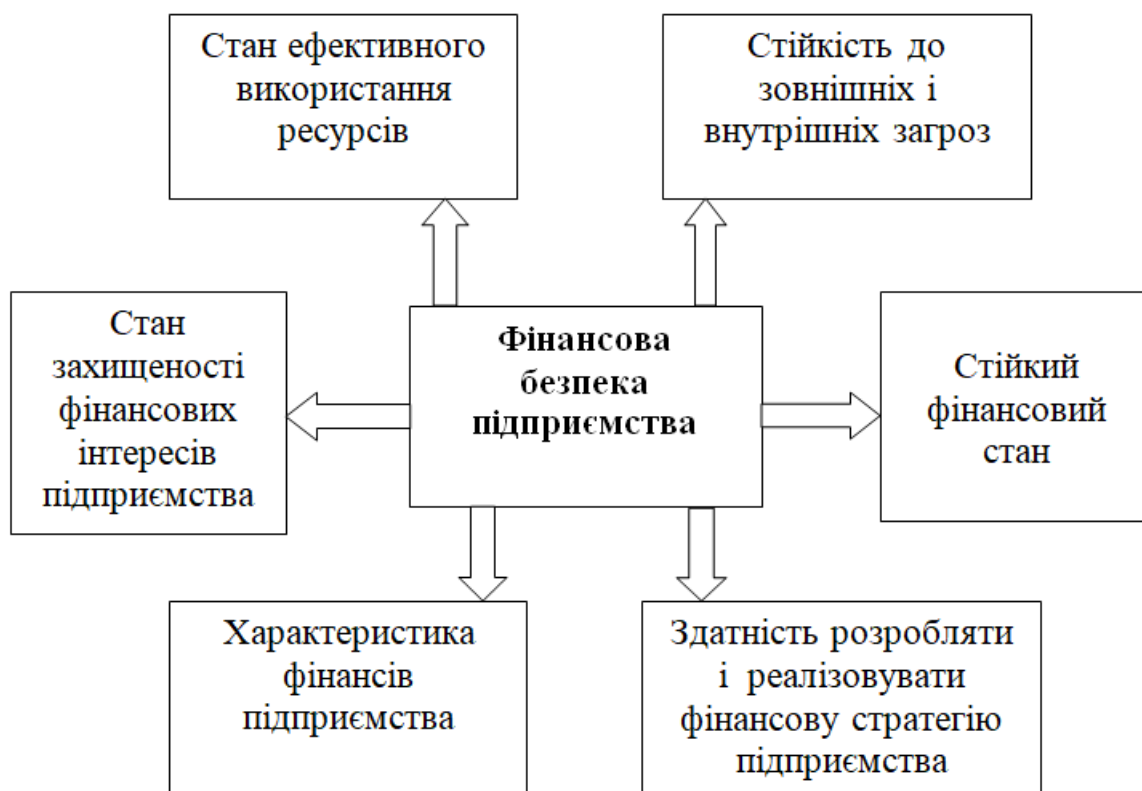 Стан ефективного
використання
ресурсів
Стійкість до
зовнішніх і
внутрішніх загроз
Стан
захищеності
фінансових
інтересів
підприємства
Фінансова
безпека
підприємства
Стійкий
фінансовий
стан
Характеристика
фінансів
підприємства
Здатність розробляти
і реалізовувати
фінансову стратегію
підприємства